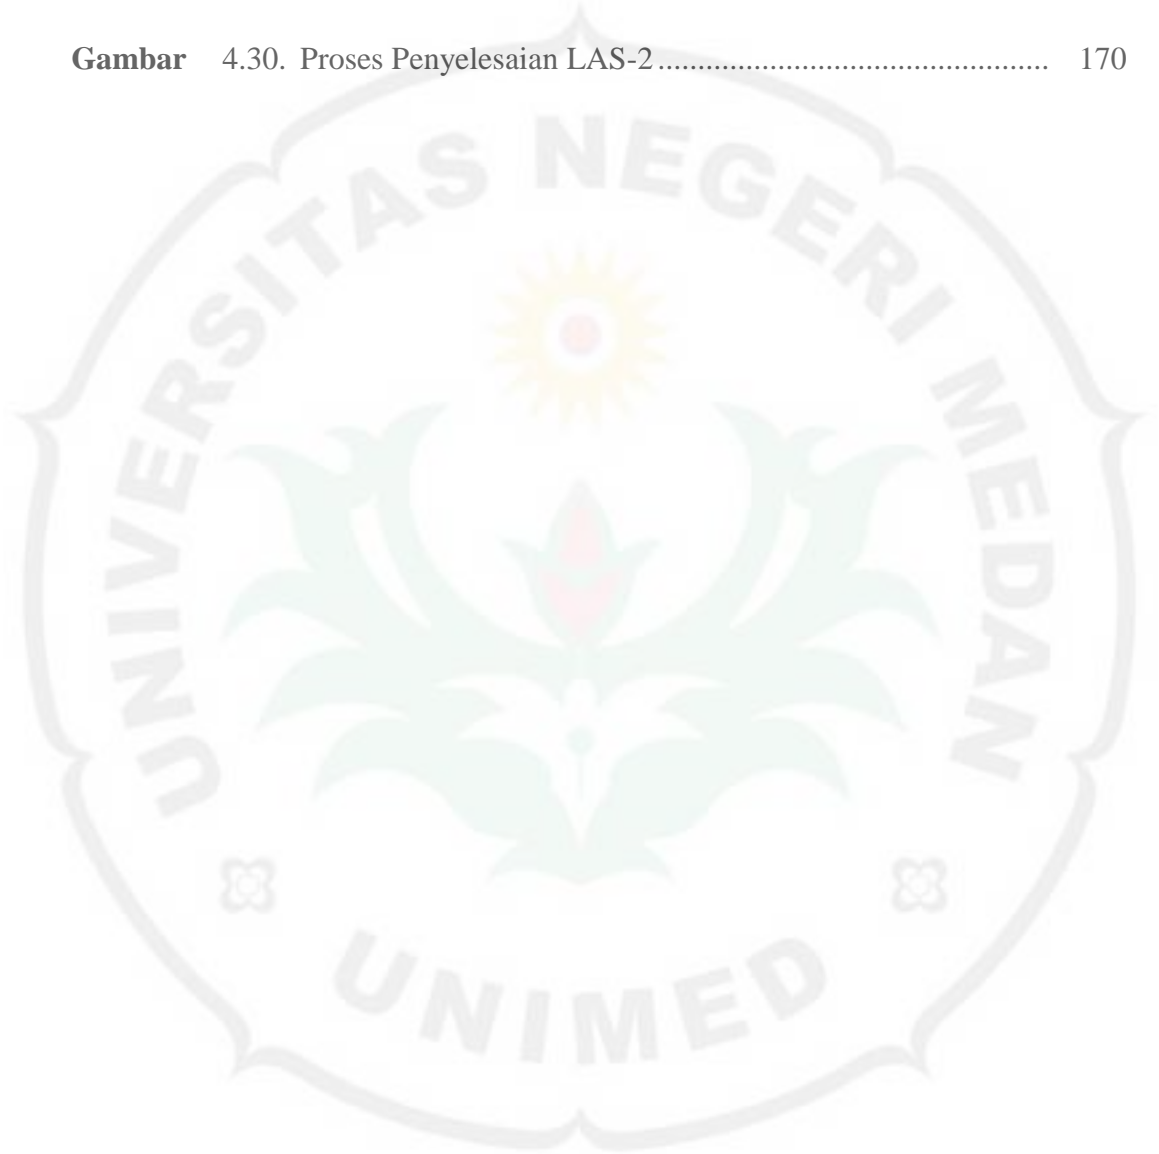 Gambar 4.30. Proses Penyelesaian LAS-2 ............................................... 170
UNIVERSITAS NEGERI MEDAN
UNIMED